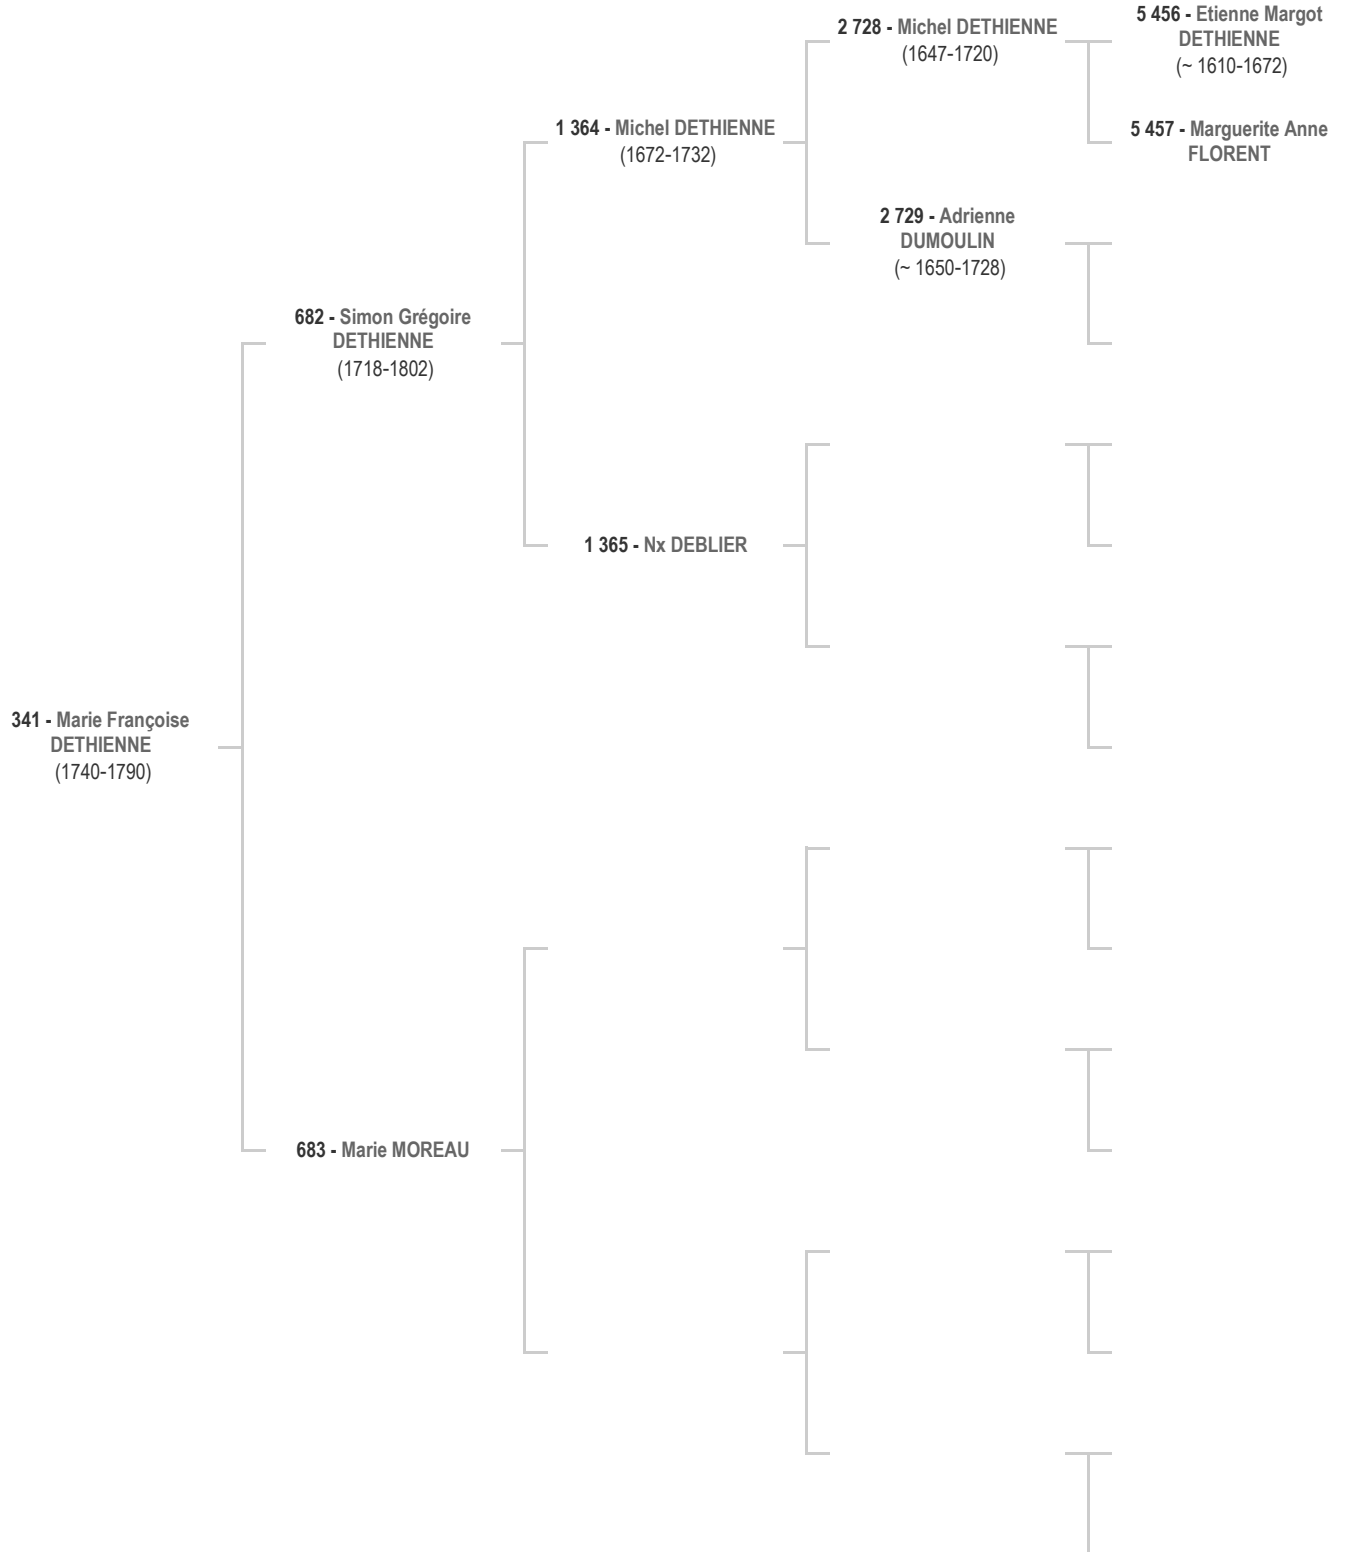 2 728 - Michel DETHIENNE
(1647-1720)
5 456 - Etienne Margot
DETHIENNE
(~ 1610-1672)
1 364 - Michel DETHIENNE
(1672-1732)
5 457 - Marguerite Anne
FLORENT
2 729 - Adrienne
DUMOULIN
(~ 1650-1728)
682 - Simon Grégoire
DETHIENNE
(1718-1802)
1 365 - Nx DEBLIER
341 - Marie Françoise
DETHIENNE
(1740-1790)
683 - Marie MOREAU